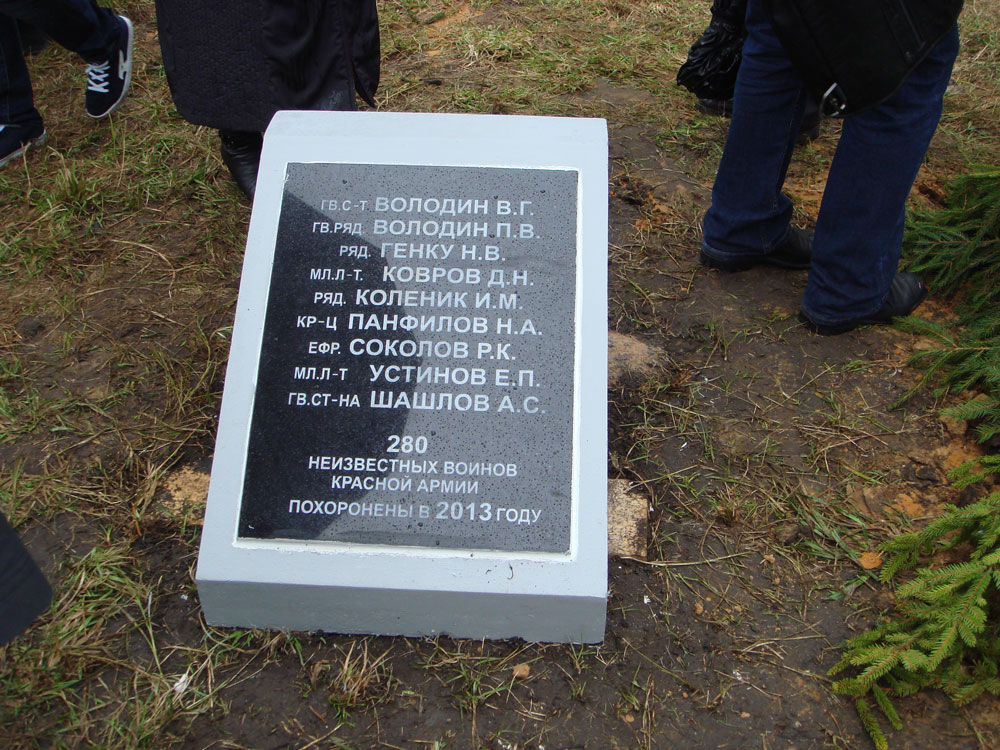 ГВ.С-Т. ВОЛОДИН В.Г.
ГВ.РЯД. ВОЛОДИН П.В.
РЯД. ГЕНКУ Н.В.
МЛ.Л-Т. КОВРОВ Д.Н.
РЯД. КОЛЕНИК И.М.
КР-Ц ПАНФИЛОВ Н.А.
ЕФР. СОКОЛОВ Р.К.
МЛ.Л-Т УСТИНОВ Е.П.
ГВ.СТ-НА ШАШЛОВ А.С.
280
НЕИЗВЕСТНЫХ ВОИНОВ
КРАСНОЙ АРМИИ
ПОХОРОНЕНЫ В 2013 ГОДУ